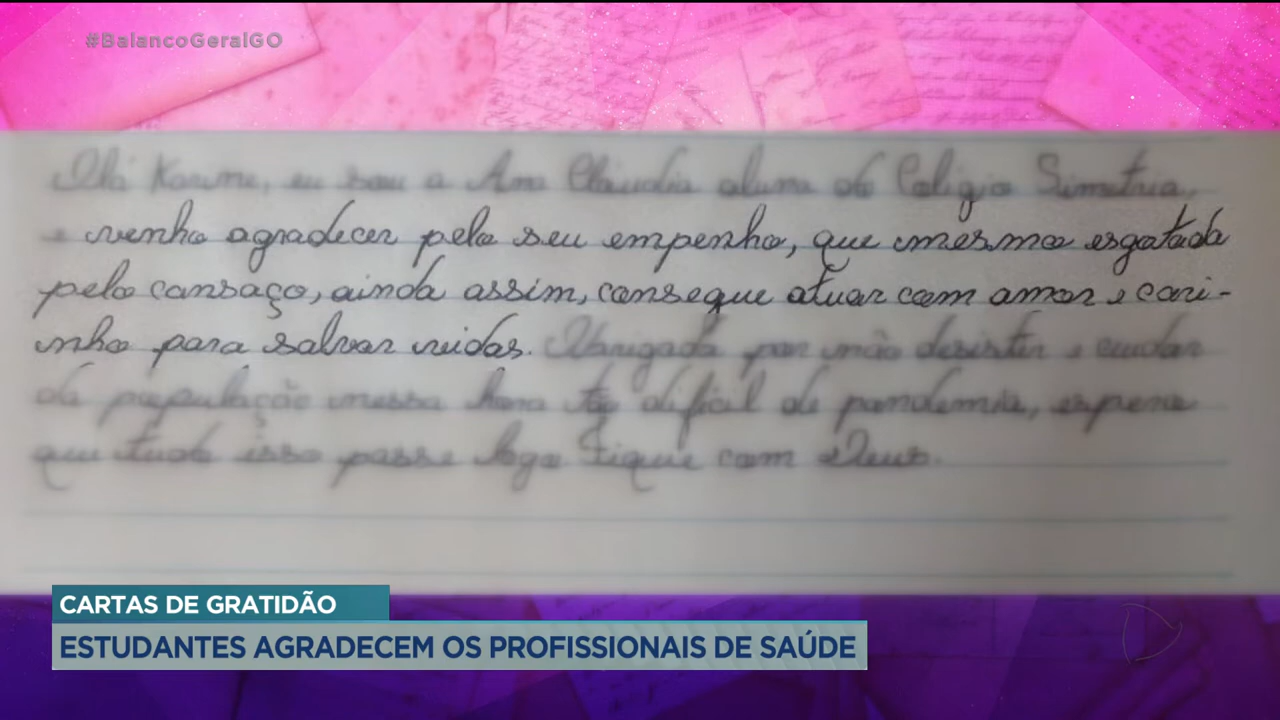 #BalancoGeralGO
Olá Karine, eu sou a Ana Cláudia aluna do Colégio Simetria,
e venho agradecer pelo seu empenho, que mesmo esgotada
pelo cansaço, ainda assim, consegue atuar com amor e cari-
nho para salvar vidas. Obrigada por não desistir e cuidar
da população nessa hora tão difícil de pandemia, espero
que tudo isso passe logo. Fique com Deus.
CARTAS DE GRATIDÃO
ESTUDANTES AGRADECEM OS PROFISSIONAIS DE SAÚDE